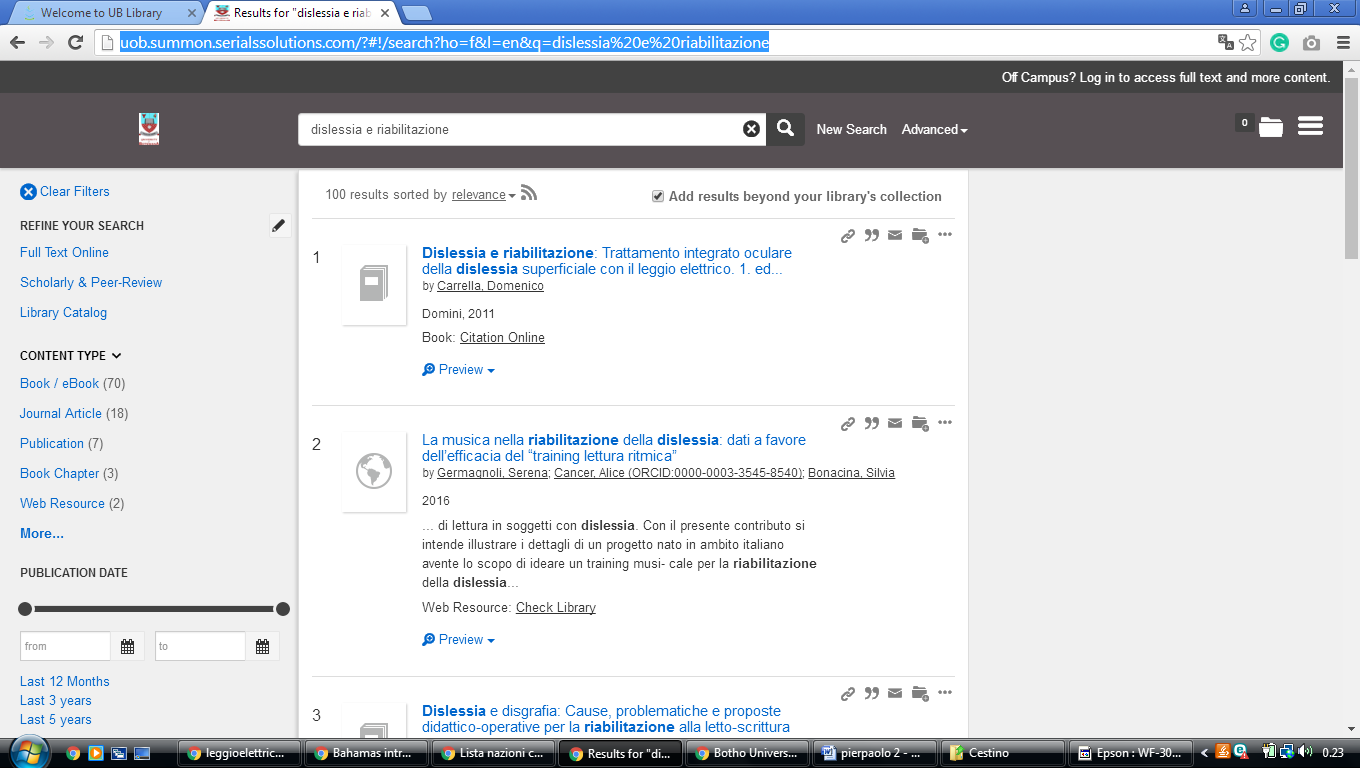 Welcome to UB Library
Results for "dislessia e riab
uob.summon.serialssolutions.com/?#!/search?ho=f&l=en&q=dislessia%20e%20riabilitazione
Off Campus? Log in to access full text and more content.
dislessia e riabilitazione
New Search
Advanced
0
Clear Filters
REFINE YOUR SEARCH
Full Text Online
Scholarly & Peer-Review
Library Catalog
CONTENT TYPE
Book / eBook (70)
Journal Article (18)
Publication (7)
Book Chapter (3)
Web Resource (2)
More...
PUBLICATION DATE
from
to
Last 12 Months
Last 3 years
Last 5 years
100 results sorted by relevance
Add results beyond your library's collection
1
Dislessia e riabilitazione: Trattamento integrato oculare
della dislessia superficiale con il leggio elettrico. 1. ed...
by Carrella, Domenico
Domini, 2011
Book: Citation Online
Preview
2
La musica nella riabilitazione della dislessia: dati a favore
dell'efficacia del “training lettura ritmica”
by Germagnoli, Serena; Cancer, Alice (ORCID:0000-0003-3545-8540); Bonacina, Silvia
2016
... di lettura in soggetti con dislessia. Con il presente contributo si
intende illustrare i dettagli di un progetto nato in ambito italiano
avente lo scopo di ideare un training musi- cale per la riabilitazione
della dislessia...
Web Resource: Check Library
Preview
3
Dislessia e disgrafia: Cause, problematiche e proposte
didattico-operative per la riabilitazione alla letto-scrittura
leggioelettric...
Bahamas intr...
Lista nazioni c...
Results for "di...
Botho Univers...
pierpaolo 2 - ...
Cestino
Epson : WF-30...
0.23